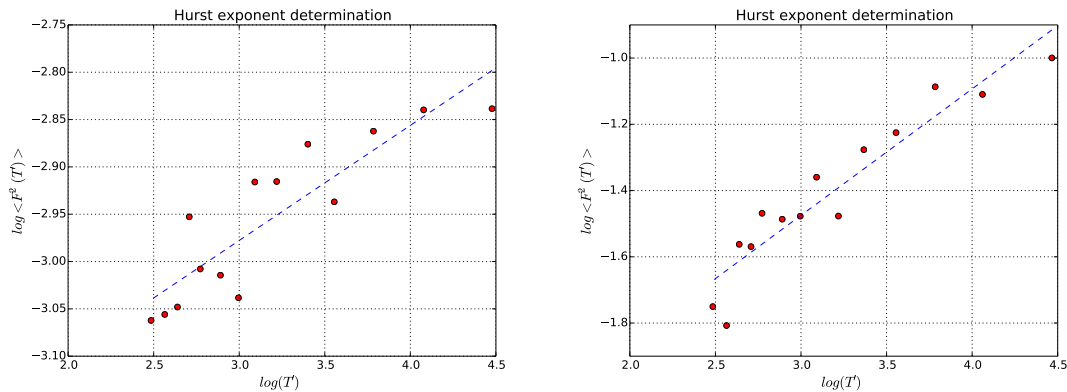 Hurst exponent determination
−2.75
−2.80
−2.85
−2.90
−2.95
−3.00
−3.05
−3.10
log < F² (T′) >
2.0 2.5 3.0 3.5 4.0 4.5
log(T′)
Hurst exponent determination
−1.0
−1.2
−1.4
−1.6
−1.8
log < F² (T′) >
2.0 2.5 3.0 3.5 4.0 4.5
log(T′)